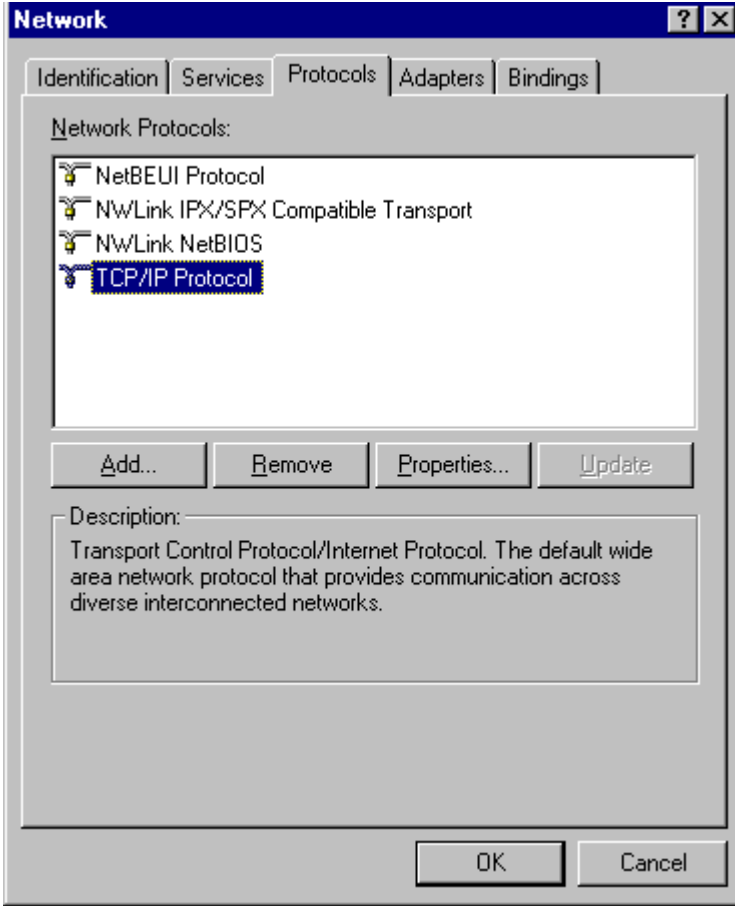 Network
Identification Services Protocols Adapters Bindings
Network Protocols:
NetBEUI Protocol
NWLink IPX/SPX Compatible Transport
NWLink NetBIOS
TCP/IP Protocol
Add... Remove Properties... Update
Description:
Transport Control Protocol/Internet Protocol. The default wide
area network protocol that provides communication across
diverse interconnected networks.
OK Cancel